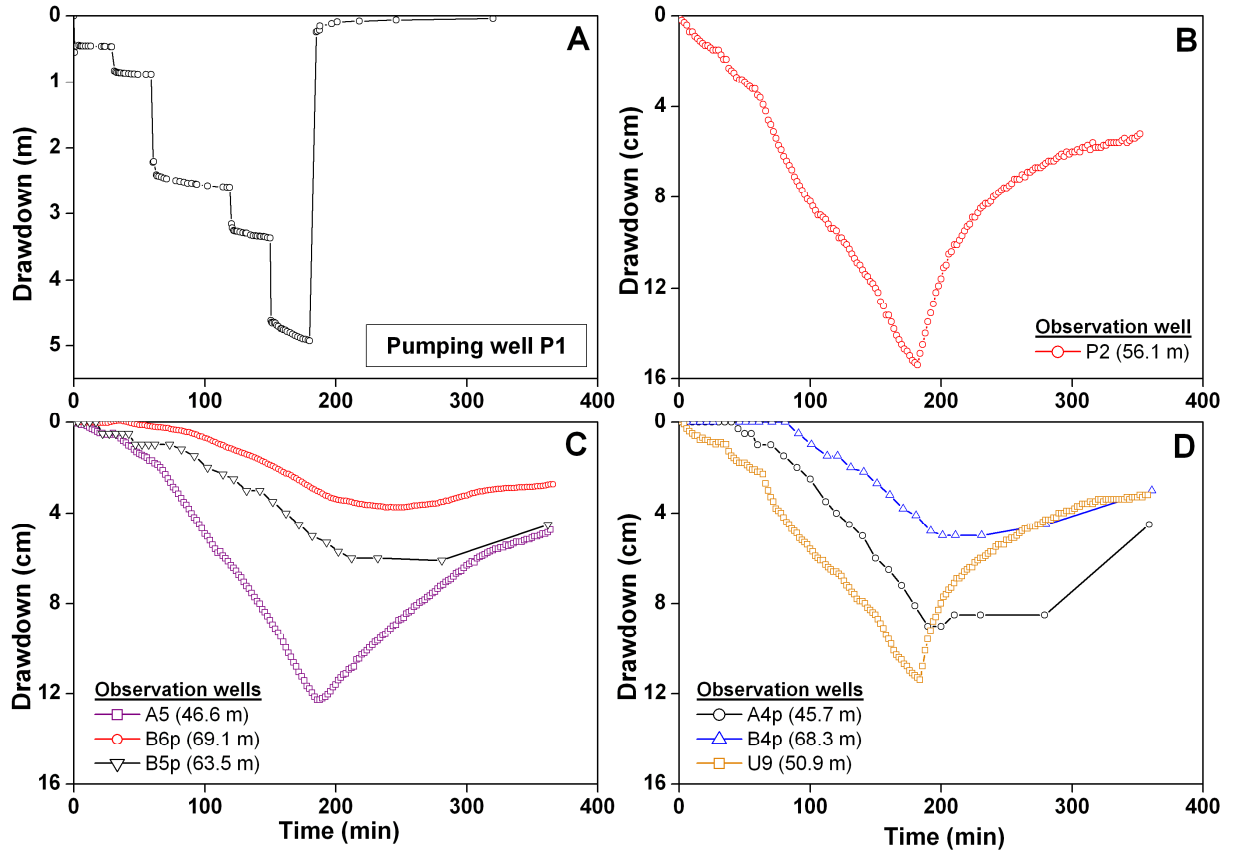 A
Drawdown (m)
0
1
2
3
4
5
0 100 200 300 400
Pumping well P1
B
Drawdown (cm)
0
4
8
12
16
0 100 200 300 400
Observation well
P2 (56.1 m)
C
Drawdown (cm)
0
4
8
12
16
Observation wells
A5 (46.6 m)
B6p (69.1 m)
B5p (63.5 m)
0 100 200 300 400
Time (min)
D
Drawdown (cm)
0
4
8
12
16
Observation wells
A4p (45.7 m)
B4p (68.3 m)
U9 (50.9 m)
0 100 200 300 400
Time (min)